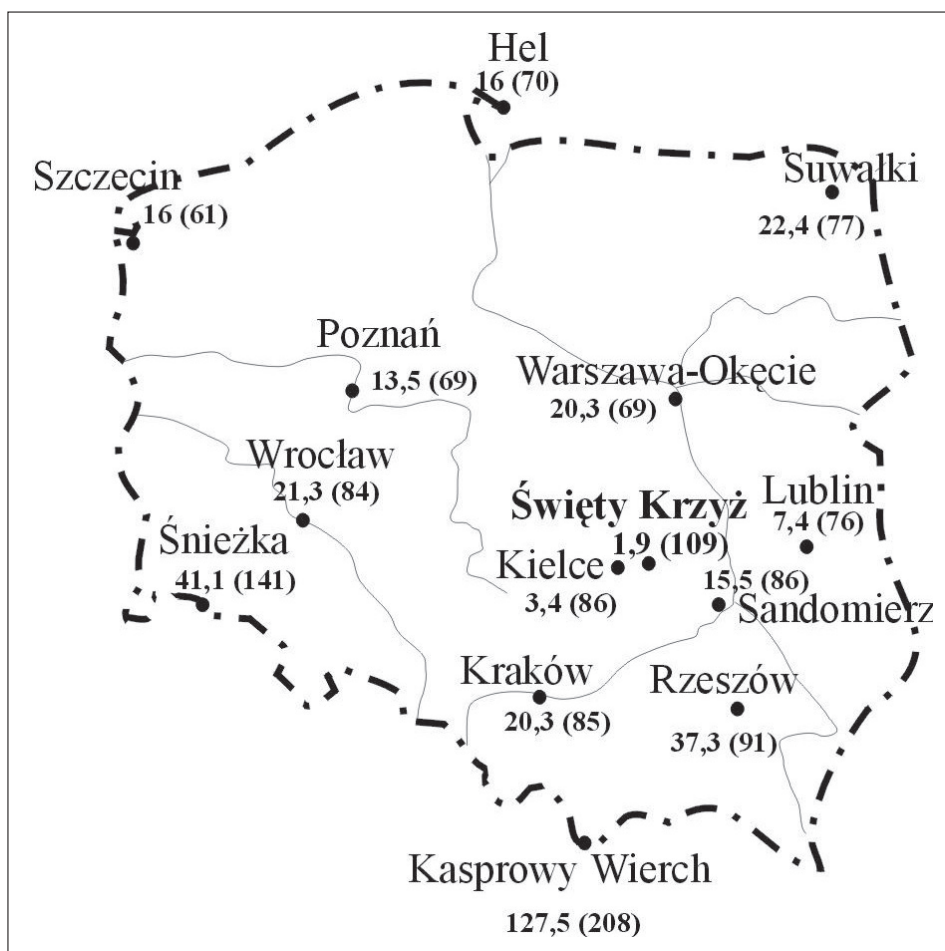 Hel
16 (70)
Szczecin
16 (61)
Suwałki
22,4 (77)
Poznań
13,5 (69)
Warszawa-Okęcie
20,3 (69)
Wrocław
21,3 (84)
Święty Krzyż
1,9 (109)
Lublin
7,4 (76)
Śnieżka
41,1 (141)
Kielce
3,4 (86)
15,5 (86)
Sandomierz
Kraków
20,3 (85)
Rzeszów
37,3 (91)
Kasprowy Wierch
127,5 (208)